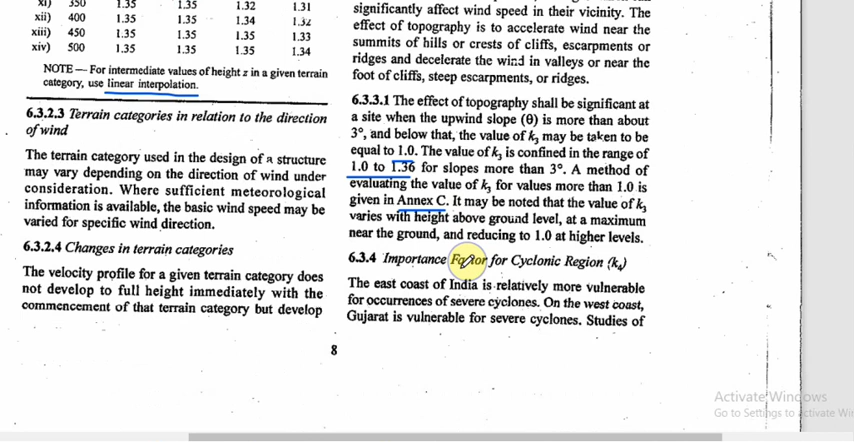 xi) 350 1.35 1.35 1.32 1.31
xii) 400 1.35 1.35 1.34 1.32
xiii) 450 1.35 1.35 1.35 1.33
xiv) 500 1.35 1.35 1.35 1.34
NOTE — For intermediate values of height z in a given terrain
category, use linear interpolation.
6.3.2.3 Terrain categories in relation to the direction
of wind
The terrain category used in the design of a structure
may vary depending on the direction of wind under
consideration. Where sufficient meteorological
information is available, the basic wind speed may be
varied for specific wind direction.
6.3.2.4 Changes in terrain categories
The velocity profile for a given terrain category does
not develop to full height immediately with the
commencement of that terrain category but develop
significantly affect wind speed in their vicinity. The
effect of topography is to accelerate wind near the
summits of hills or crests of cliffs, escarpments or
ridges and decelerate the wind in valleys or near the
foot of cliffs, steep escarpments, or ridges.
6.3.3.1 The effect of topography shall be significant at
a site when the upwind slope (θ) is more than about
3°, and below that, the value of k₃ may be taken to be
equal to 1.0. The value of k₃ is confined in the range of
1.0 to 1.36 for slopes more than 3°. A method of
evaluating the value of k₃ for values more than 1.0 is
given in Annex C. It may be noted that the value of k₃
varies with height above ground level, at a maximum
near the ground, and reducing to 1.0 at higher levels.
6.3.4 Importance Factor for Cyclonic Region (k₄)
The east coast of India is relatively more vulnerable
for occurrences of severe cyclones. On the west coast,
Gujarat is vulnerable for severe cyclones. Studies of
8
Activate Windows
Go to Settings to activate Wi